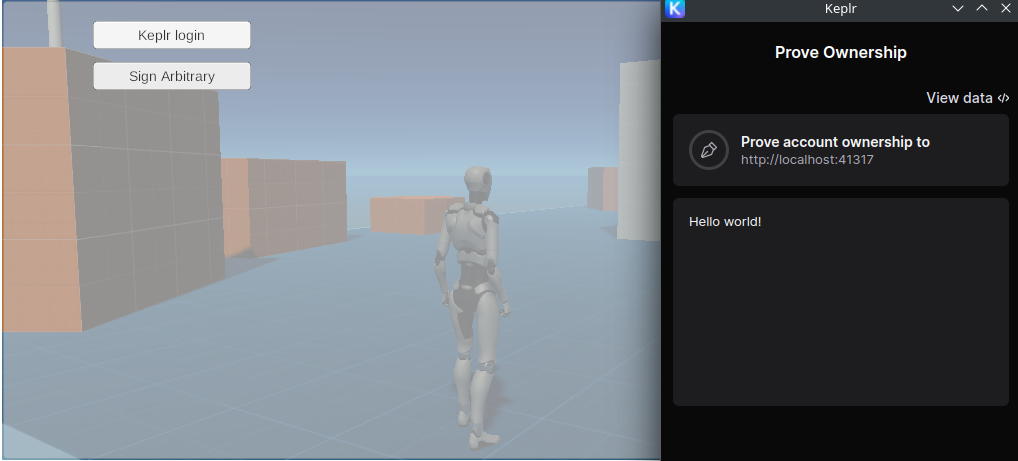 Keplr login
Sign Arbitrary
Keplr
Prove Ownership
View data </>
Prove account ownership to
http://localhost:41317
Hello world!